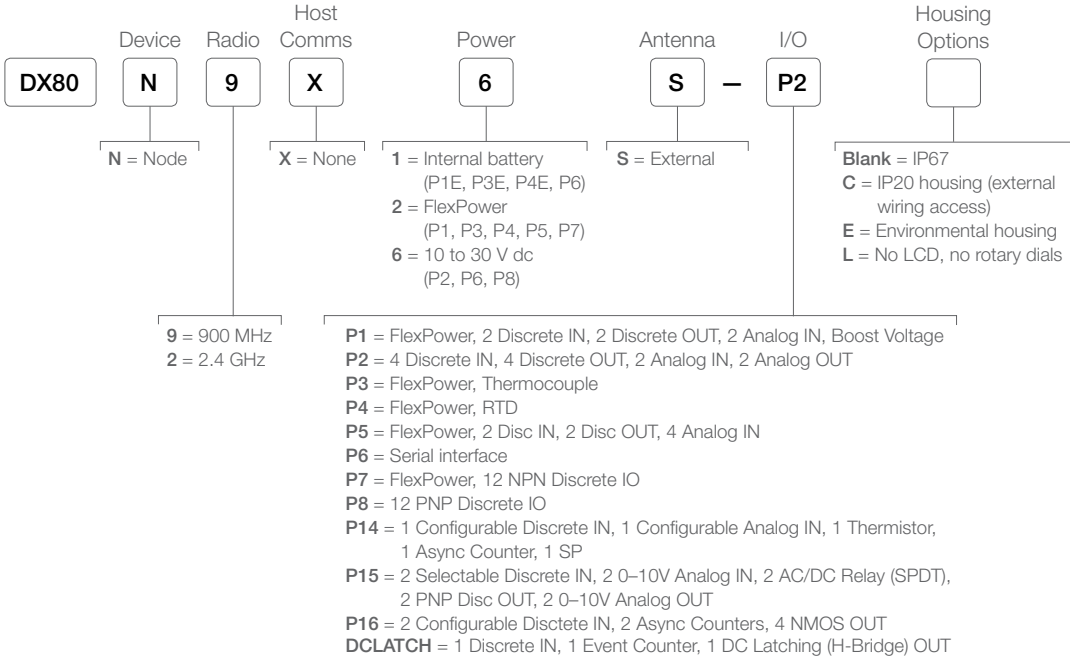 Host
Housing
Device Radio Comms Power Antenna I/O Options
DX80 N 9 X 6 S – P2
N = Node
X = None
1 = Internal battery
(P1E, P3E, P4E, P6)
2 = FlexPower
(P1, P3, P4, P5, P7)
6 = 10 to 30 V dc
(P2, P6, P8)
S = External
Blank = IP67
C = IP20 housing (external
wiring access)
E = Environmental housing
L = No LCD, no rotary dials
9 = 900 MHz
2 = 2.4 GHz
P1 = FlexPower, 2 Discrete IN, 2 Discrete OUT, 2 Analog IN, Boost Voltage
P2 = 4 Discrete IN, 4 Discrete OUT, 2 Analog IN, 2 Analog OUT
P3 = FlexPower, Thermocouple
P4 = FlexPower, RTD
P5 = FlexPower, 2 Disc IN, 2 Disc OUT, 4 Analog IN
P6 = Serial interface
P7 = FlexPower, 12 NPN Discrete IO
P8 = 12 PNP Discrete IO
P14 = 1 Configurable Discrete IN, 1 Configurable Analog IN, 1 Thermistor,
1 Async Counter, 1 SP
P15 = 2 Selectable Discrete IN, 2 0–10V Analog IN, 2 AC/DC Relay (SPDT),
2 PNP Disc OUT, 2 0–10V Analog OUT
P16 = 2 Configurable Disctete IN, 2 Async Counters, 4 NMOS OUT
DCLATCH = 1 Discrete IN, 1 Event Counter, 1 DC Latching (H-Bridge) OUT